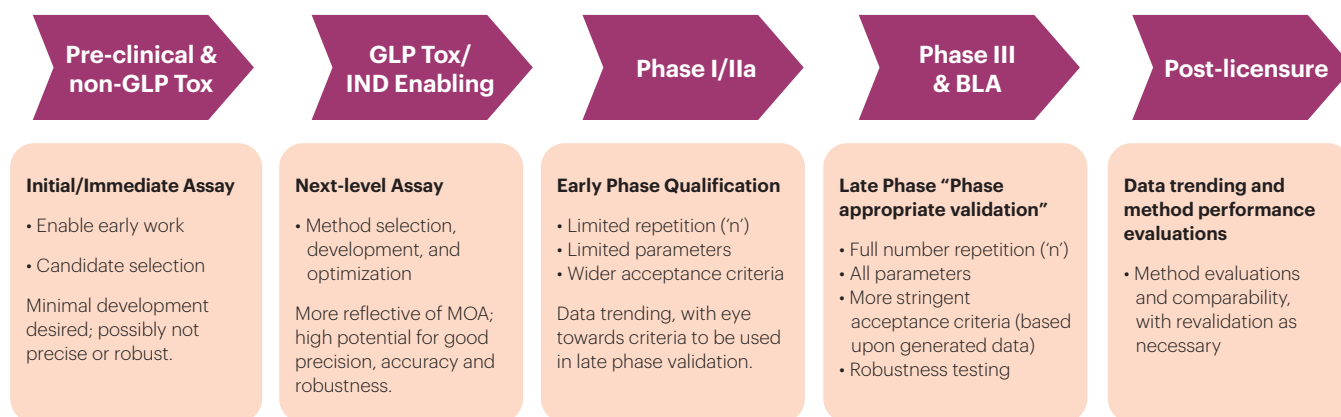 Pre-clinical &
non-GLP Tox
GLP Tox/
IND Enabling
Phase I/IIa
Phase III
& BLA
Post-licensure
Initial/Immediate Assay
• Enable early work
• Candidate selection
Minimal development
desired; possibly not
precise or robust.
Next-level Assay
• Method selection,
development, and
optimization
More reflective of MOA;
high potential for good
precision, accuracy and
robustness.
Early Phase Qualification
• Limited repetition (‘n’)
• Limited parameters
• Wider acceptance criteria
Data trending, with eye
towards criteria to be used
in late phase validation.
Late Phase “Phase
appropriate validation”
• Full number repetition (‘n’)
• All parameters
• More stringent
acceptance criteria (based
upon generated data)
• Robustness testing
Data trending and
method performance
evaluations
• Method evaluations
and comparability,
with revalidation as
necessary